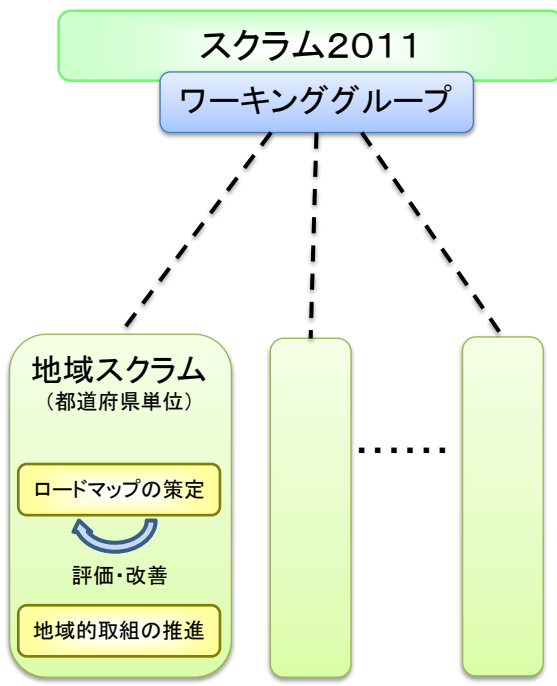 スクラム2011
ワーキンググループ
地域スクラム
（都道府県単位）
ロードマップの策定
評価・改善
地域的取組の推進
・・・・・・